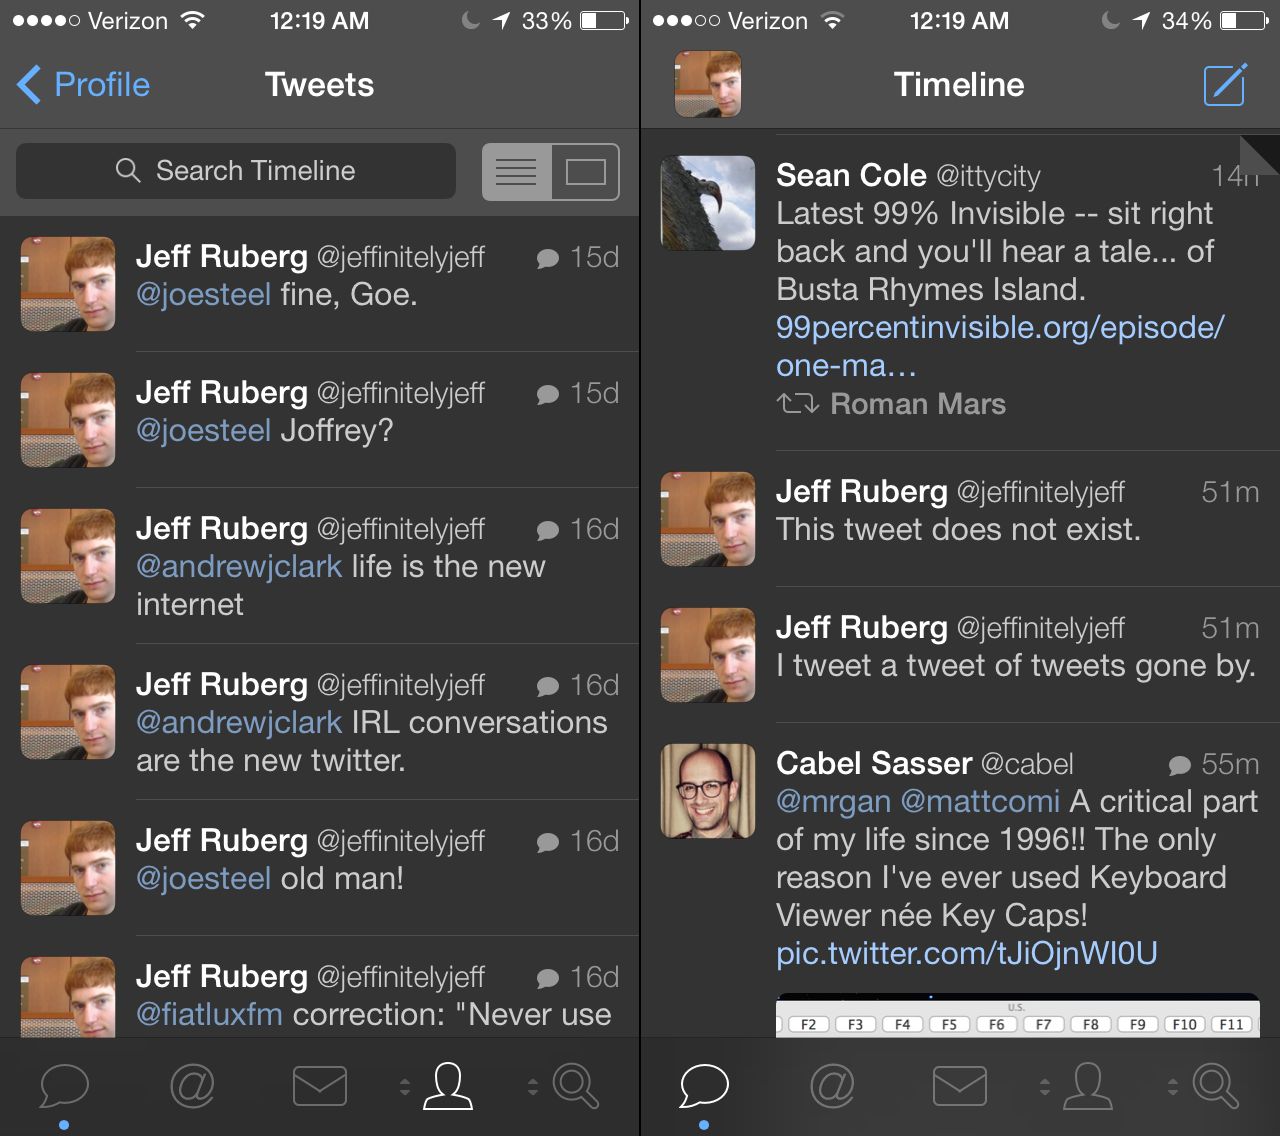 Verizon 12:19 AM 33%
Profile Tweets
Search Timeline
Jeff Ruberg @jeffinitelyjeff 15d
@joesteel fine, Goe.
Jeff Ruberg @jeffinitelyjeff 15d
@joesteel Joffrey?
Jeff Ruberg @jeffinitelyjeff 16d
@andrewjclark life is the new
internet
Jeff Ruberg @jeffinitelyjeff 16d
@andrewjclark IRL conversations
are the new twitter.
Jeff Ruberg @jeffinitelyjeff 16d
@joesteel old man!
Jeff Ruberg @jeffinitelyjeff 16d
@fiatluxfm correction: "Never use
Verizon 12:19 AM 34%
Timeline
Sean Cole @ittycity 14h
Latest 99% Invisible -- sit right
back and you'll hear a tale... of
Busta Rhymes Island.
99percentinvisible.org/episode/
one-ma…
Roman Mars
Jeff Ruberg @jeffinitelyjeff 51m
This tweet does not exist.
Jeff Ruberg @jeffinitelyjeff 51m
I tweet a tweet of tweets gone by.
Cabel Sasser @cabel 55m
@mrgan @mattcomi A critical part
of my life since 1996!! The only
reason I've ever used Keyboard
Viewer née Key Caps!
pic.twitter.com/tJiOjnWI0U
U.S.
F2 F3 F4 F5 F6 F7 F8 F9 F10 F11